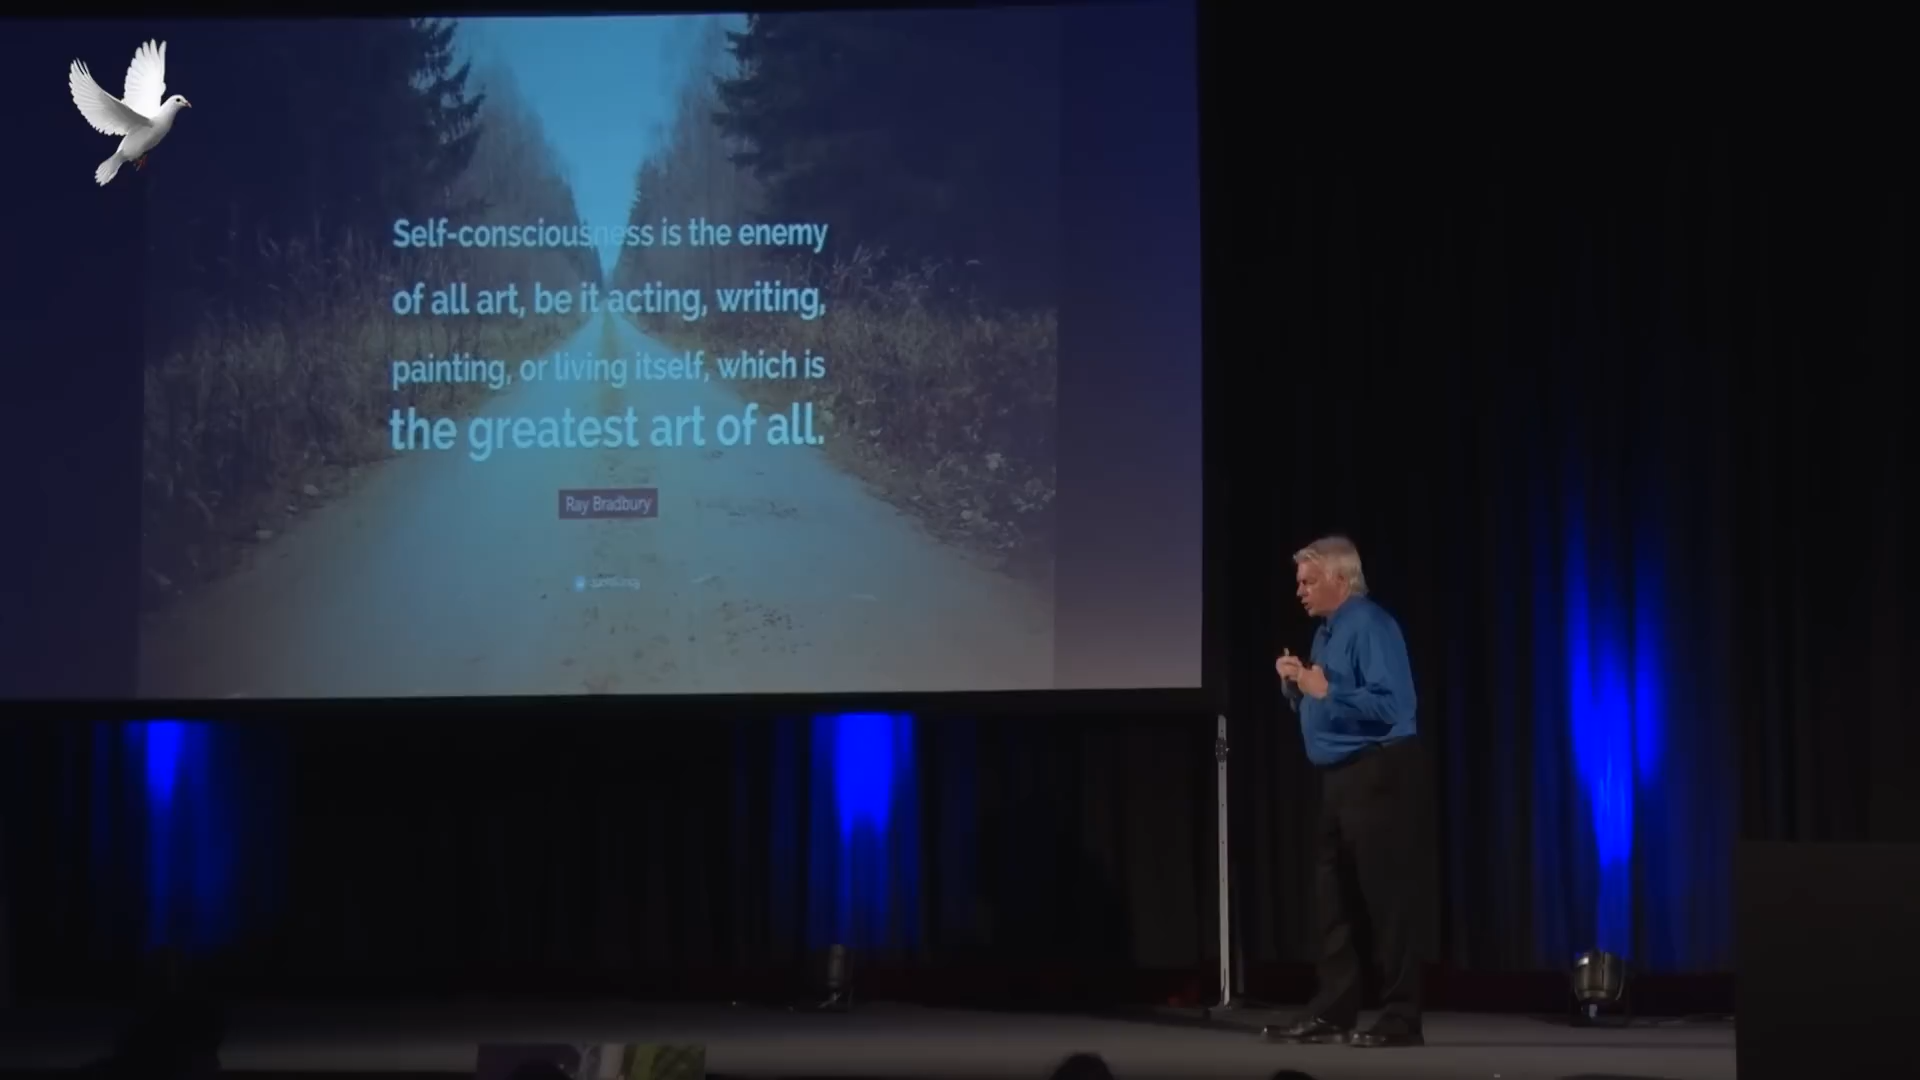 Self-consciousness is the enemy
of all art, be it acting, writing,
painting, or living itself, which is
the greatest art of all.
Ray Bradbury